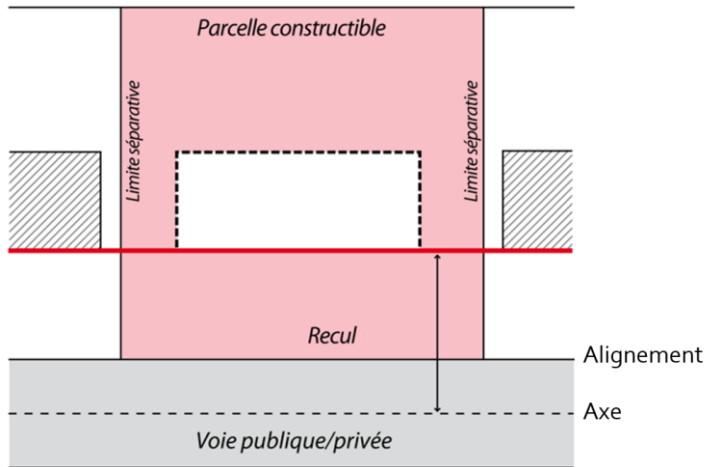 Parcelle constructible
Limite séparative
Limite séparative
Recul
Alignement
Axe
Voie publique/privée